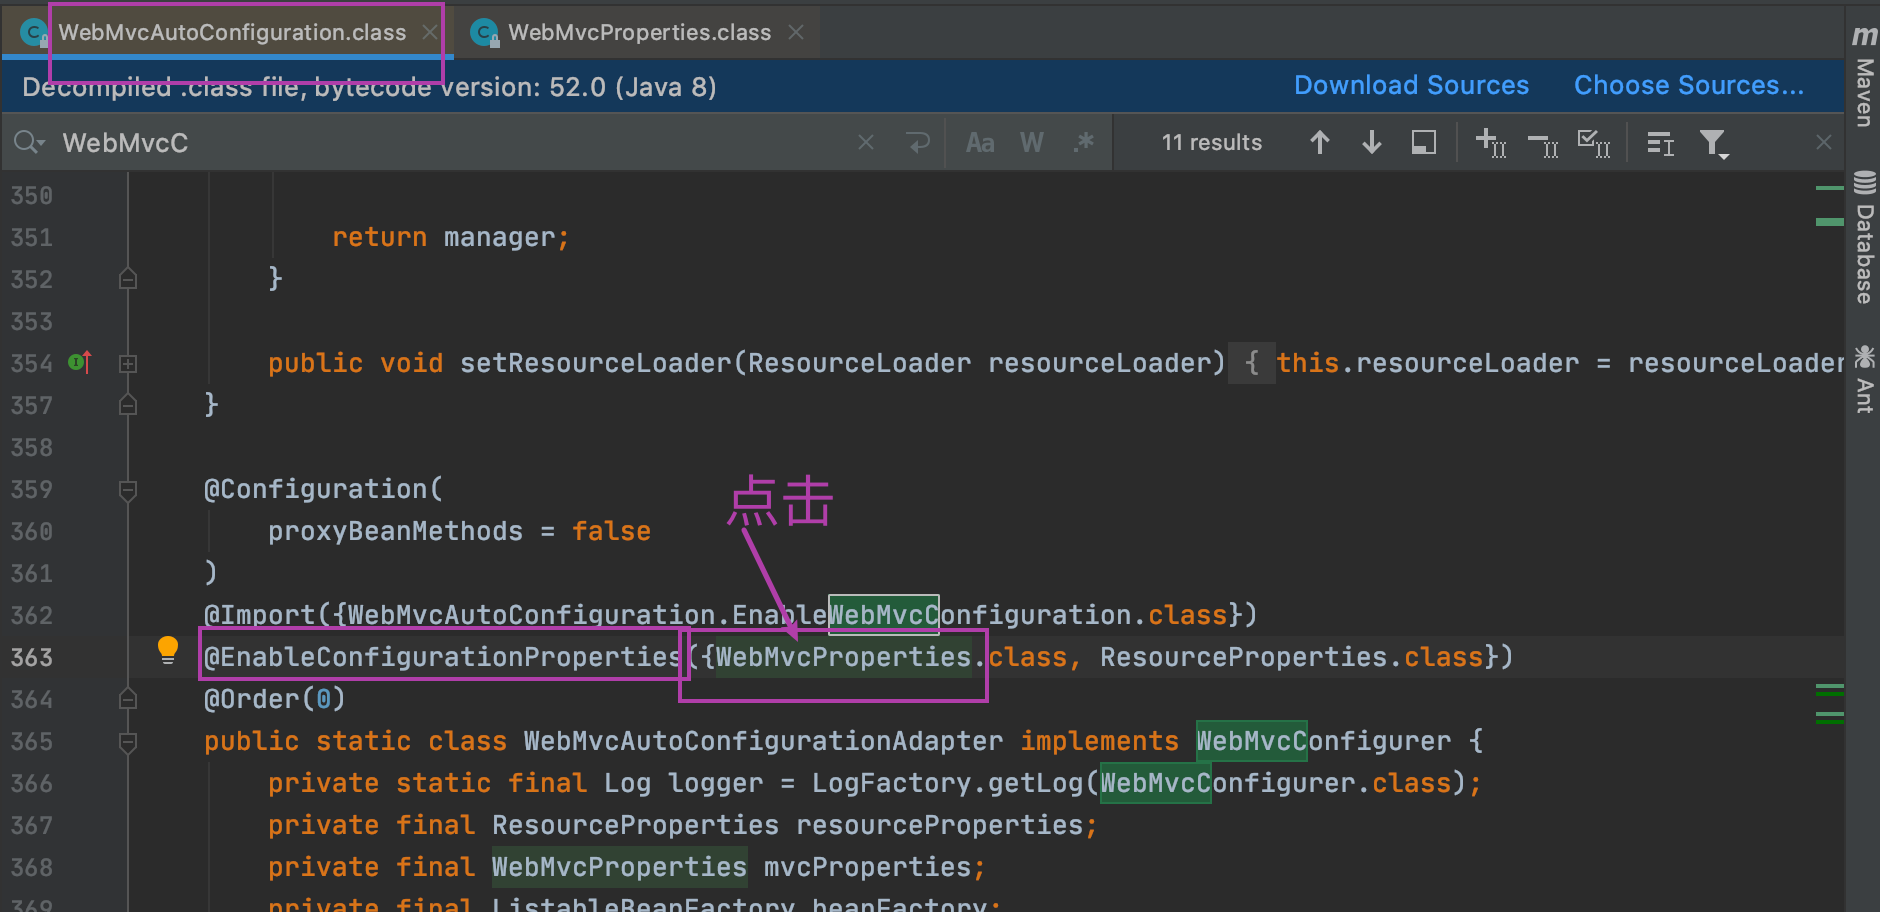 WebMvcAutoConfiguration.class
WebMvcProperties.class
Decompiled .class file, bytecode version: 52.0 (Java 8)
Download Sources
Choose Sources...
WebMvcC
Aa
W
.*
11 results
350
351 return manager;
352 }
353
354 public void setResourceLoader(ResourceLoader resourceLoader) { this.resourceLoader = resourceLoader
357 }
358
359 @Configuration(
点击
360 proxyBeanMethods = false
361 )
362 @Import({WebMvcAutoConfiguration.EnableWebMvcConfiguration.class})
363 @EnableConfigurationProperties({WebMvcProperties.class, ResourceProperties.class})
364 @Order(0)
365 public static class WebMvcAutoConfigurationAdapter implements WebMvcConfigurer {
366 private static final Log logger = LogFactory.getLog(WebMvcConfigurer.class);
367 private final ResourceProperties resourceProperties;
368 private final WebMvcProperties mvcProperties;
369 private final ListableBeanFactory beanFactory;
m
Maven
Database
Ant